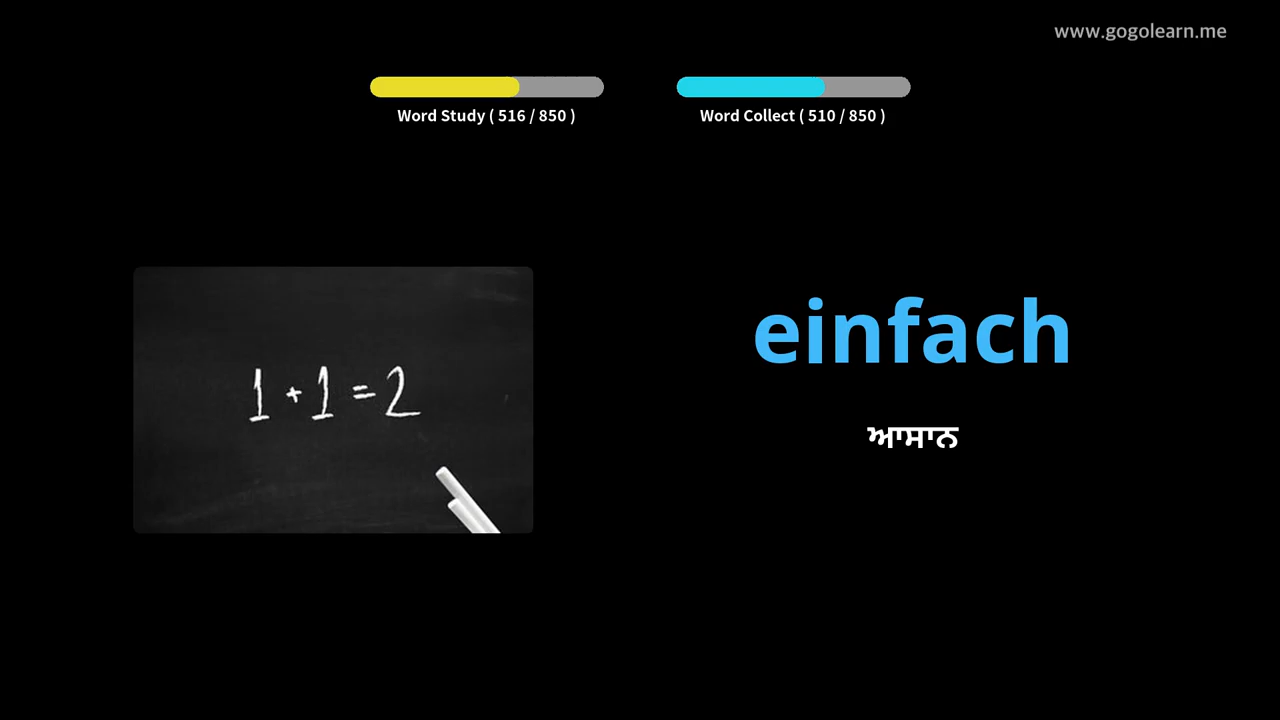 www.gogolearn.me
Word Study ( 516 / 850 )
Word Collect ( 510 / 850 )
1 + 1 = 2
einfach
ਆਸਾਨ